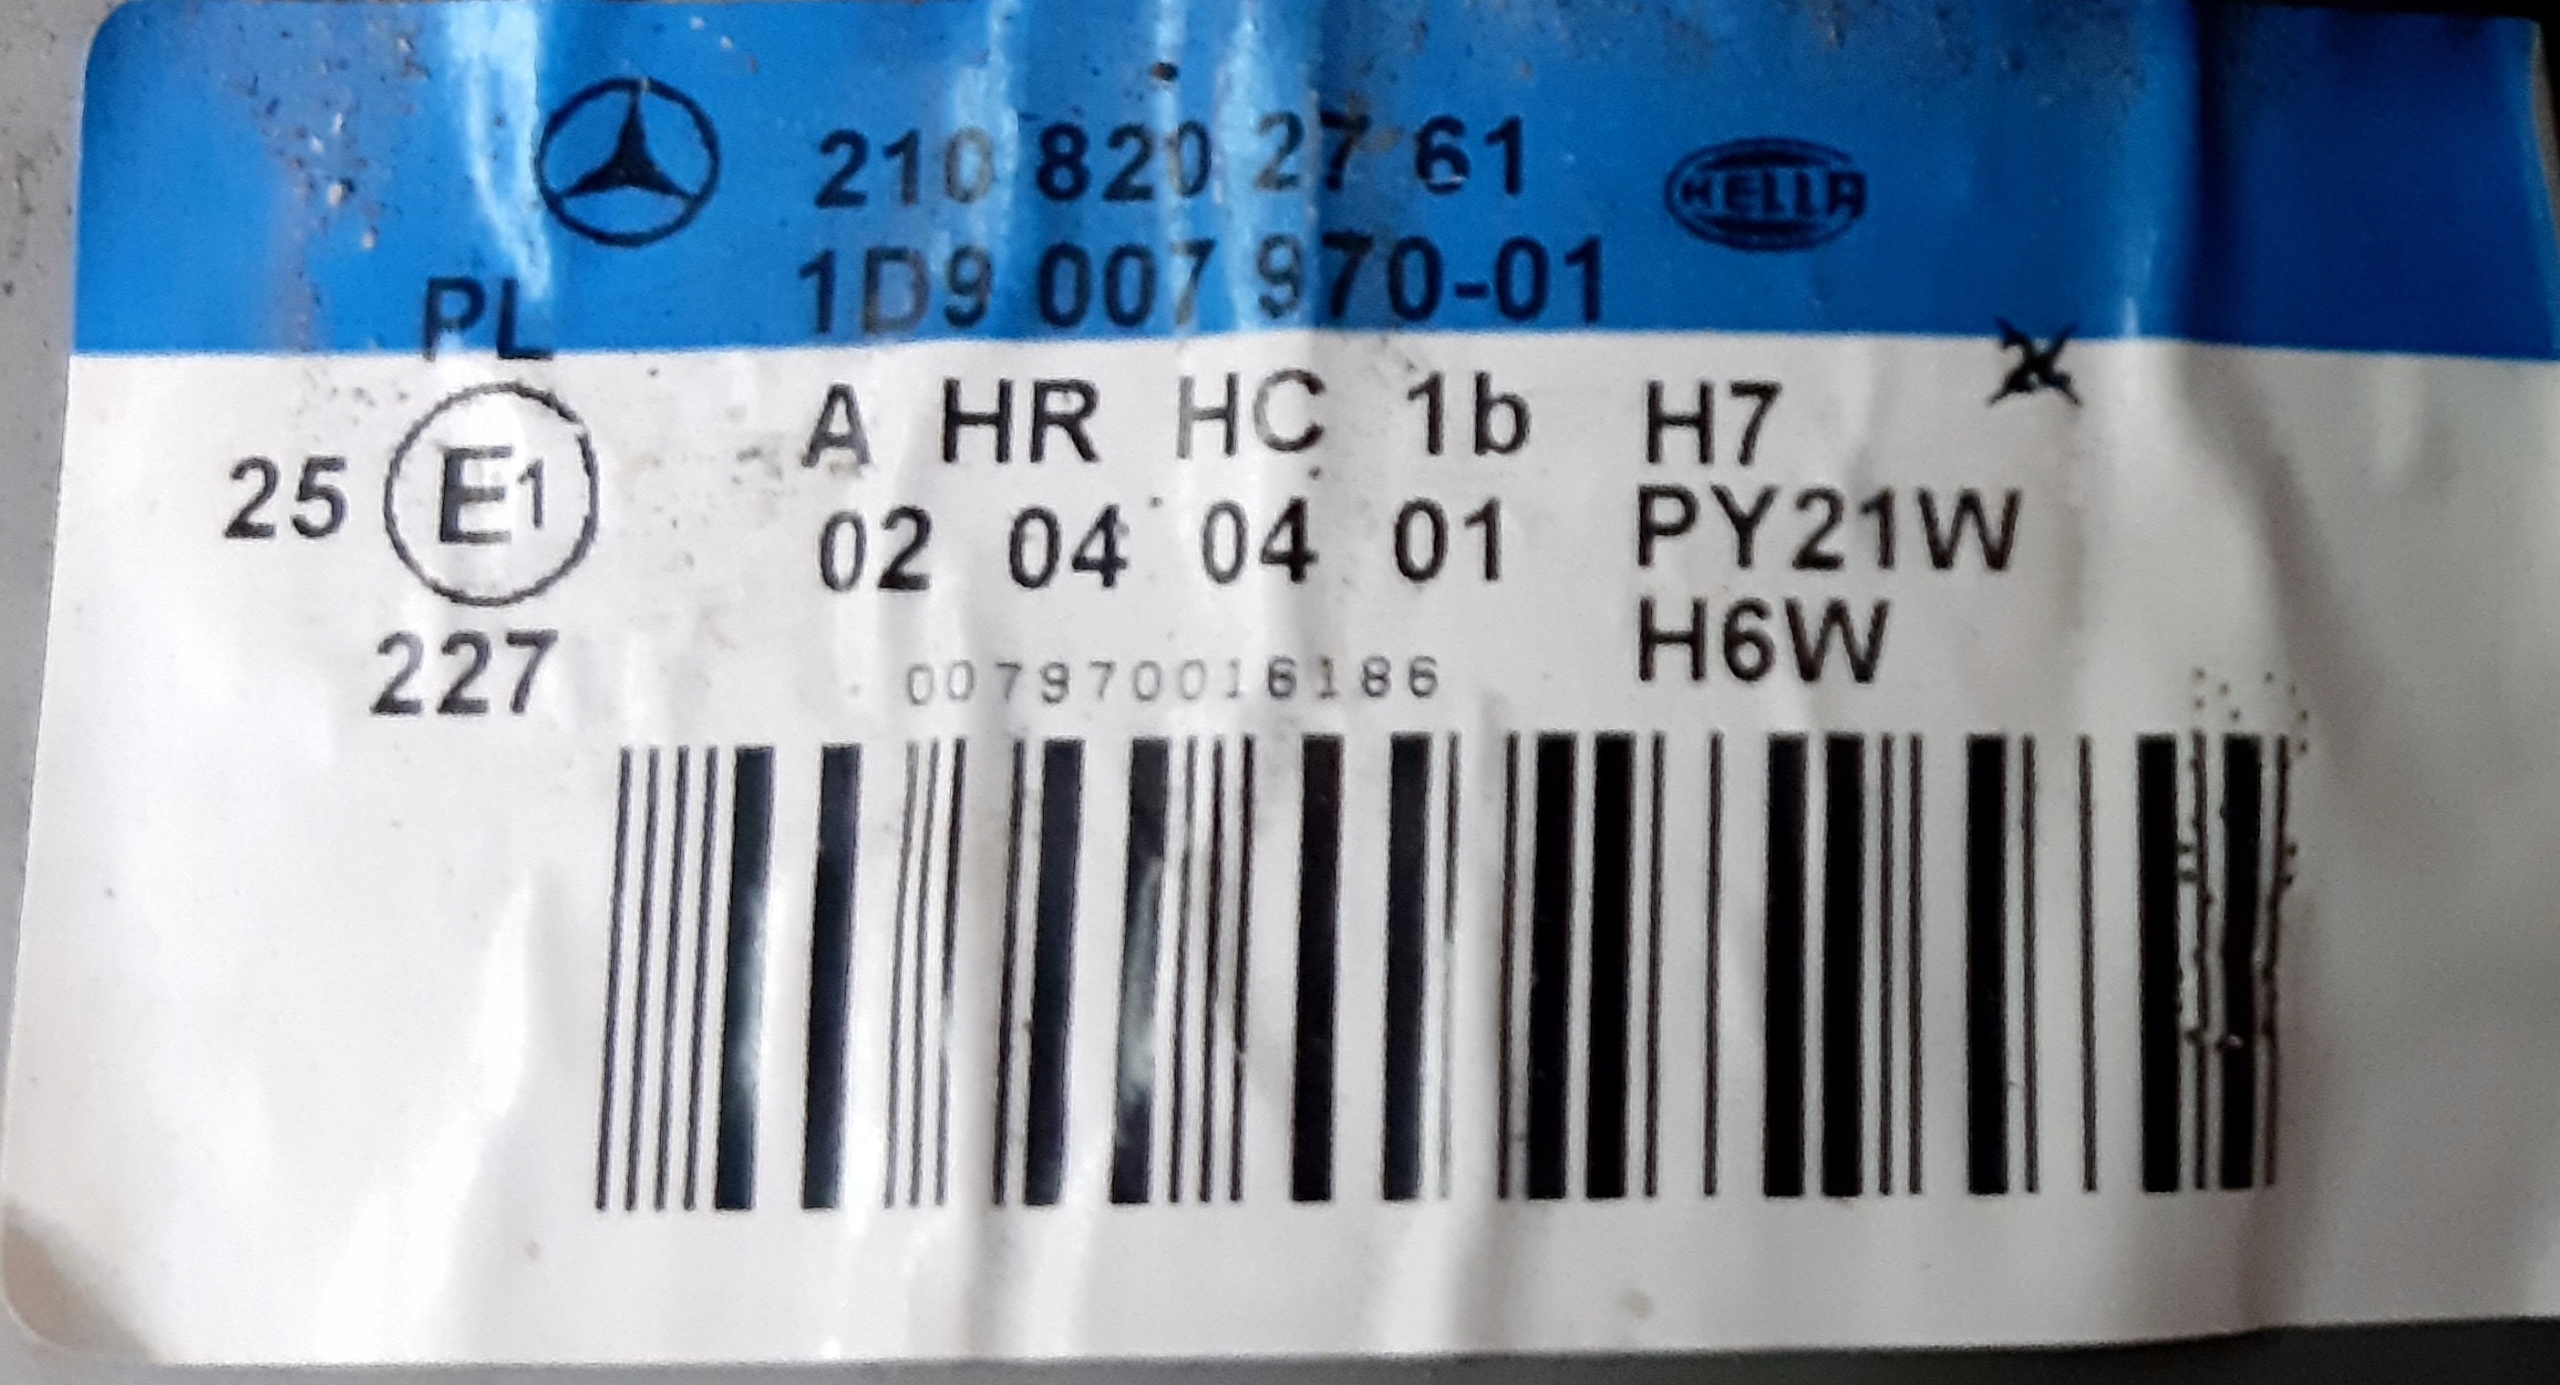 210 820 27 61
HELLA
1D9 007 970-01
PL
A HR HC 1b H7
25 E1
02 04 04 01 PY21W
H6W
227
007970016186